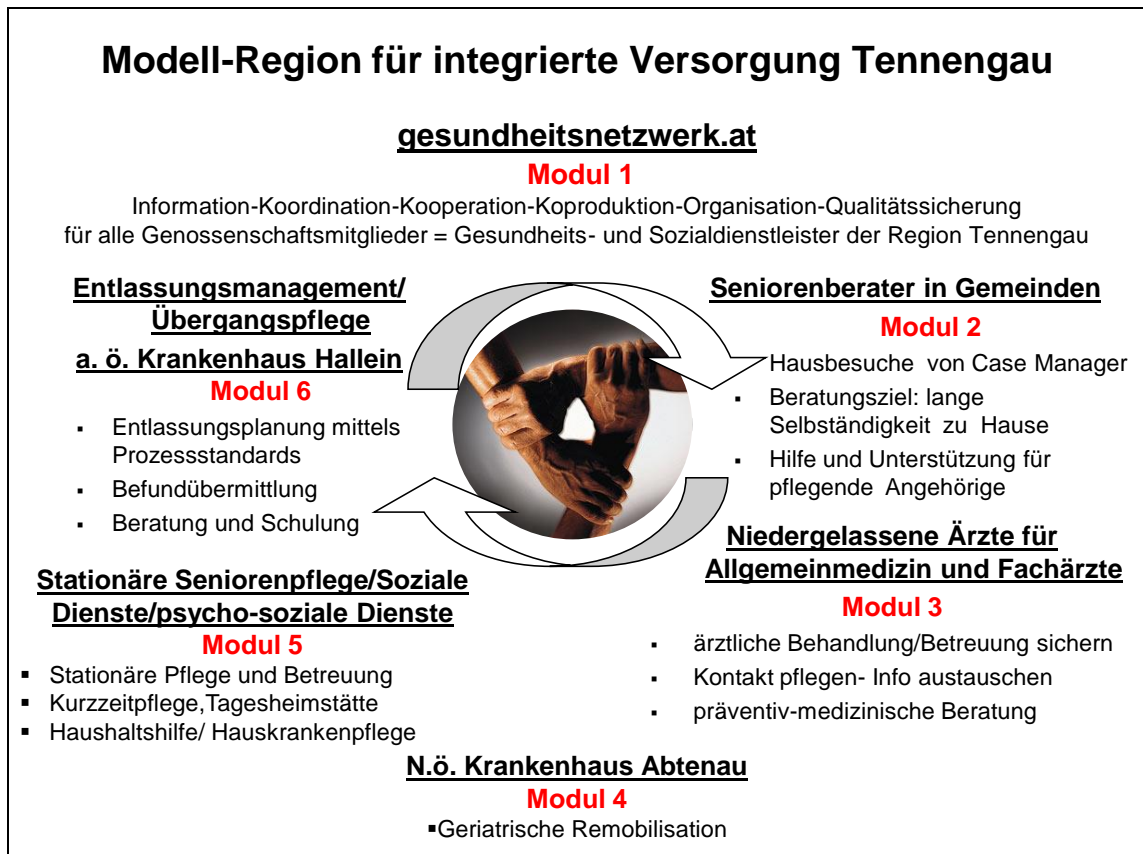 Modell-Region für integrierte Versorgung Tennengau
gesundheitsnetzwerk.at
Modul 1
Information-Koordination-Kooperation-Koproduktion-Organisation-Qualitätssicherung
für alle Genossenschaftsmitglieder = Gesundheits- und Sozialdienstleister der Region Tennengau
Entlassungsmanagement/
Übergangspflege
a. ö. Krankenhaus Hallein
Modul 6
▪ Entlassungsplanung mittels
Prozessstandards
▪ Befundübermittlung
▪ Beratung und Schulung
Seniorenberater in Gemeinden
Modul 2
Hausbesuche von Case Manager
▪ Beratungsziel: lange
Selbständigkeit zu Hause
▪ Hilfe und Unterstützung für
pflegende Angehörige
Niedergelassene Ärzte für
Allgemeinmedizin und Fachärzte
Modul 3
▪ ärztliche Behandlung/Betreuung sichern
▪ Kontakt pflegen- Info austauschen
▪ präventiv-medizinische Beratung
Stationäre Seniorenpflege/Soziale
Dienste/psycho-soziale Dienste
Modul 5
▪ Stationäre Pflege und Betreuung
▪ Kurzzeitpflege,Tagesheimstätte
▪ Haushaltshilfe/ Hauskrankenpflege
N.ö. Krankenhaus Abtenau
Modul 4
▪Geriatrische Remobilisation